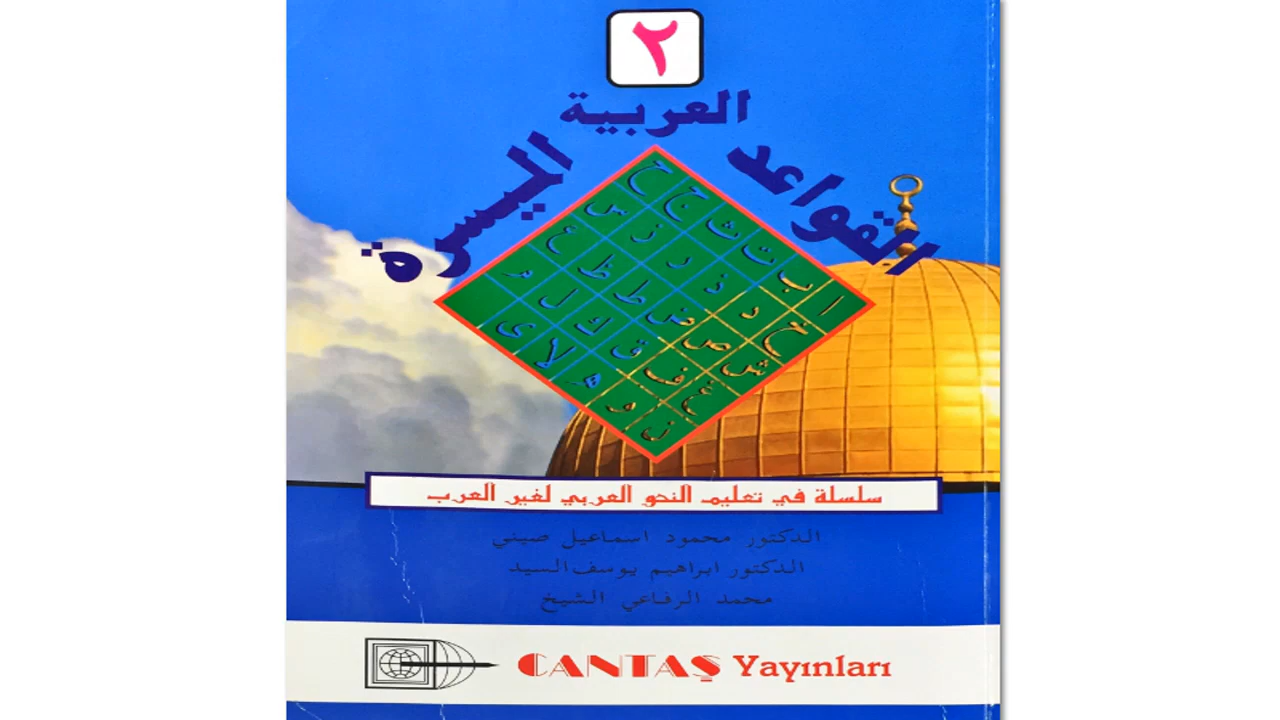 ٢
القواعد العربية الميسرة
ا ب ت ث ج ح
خ د ذ ر ز س
ش ص ض ط ظ ع
غ ف ق ك ل م
ن و ه لا ى
سلسلة في تعليم النحو العربي لغير العرب
الدكتور محمود اسماعيل صيني
الدكتور ابراهيم يوسف السيد
محمد الرفاعي الشيخ
CANTAŞ Yayınları